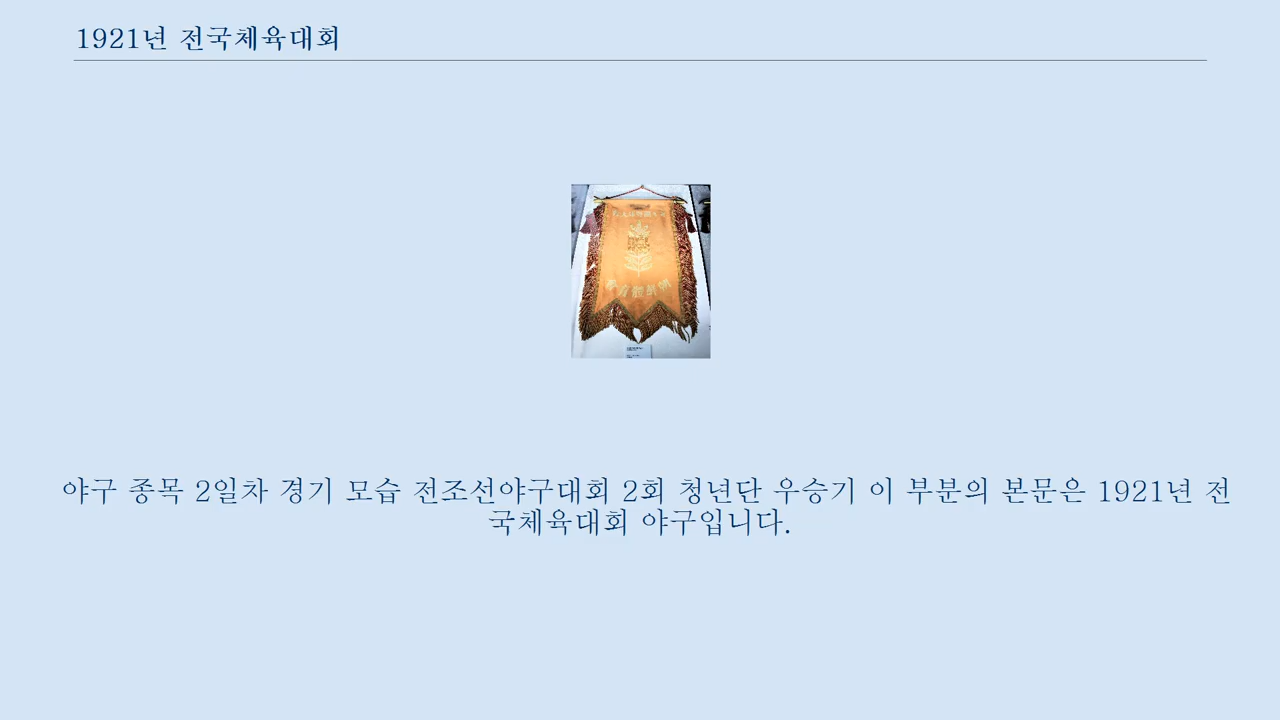 1921년 전국체육대회
야구 종목 2일차 경기 모습 전조선야구대회 2회 청년단 우승기 이 부분의 본문은 1921년 전
국체육대회 야구입니다.